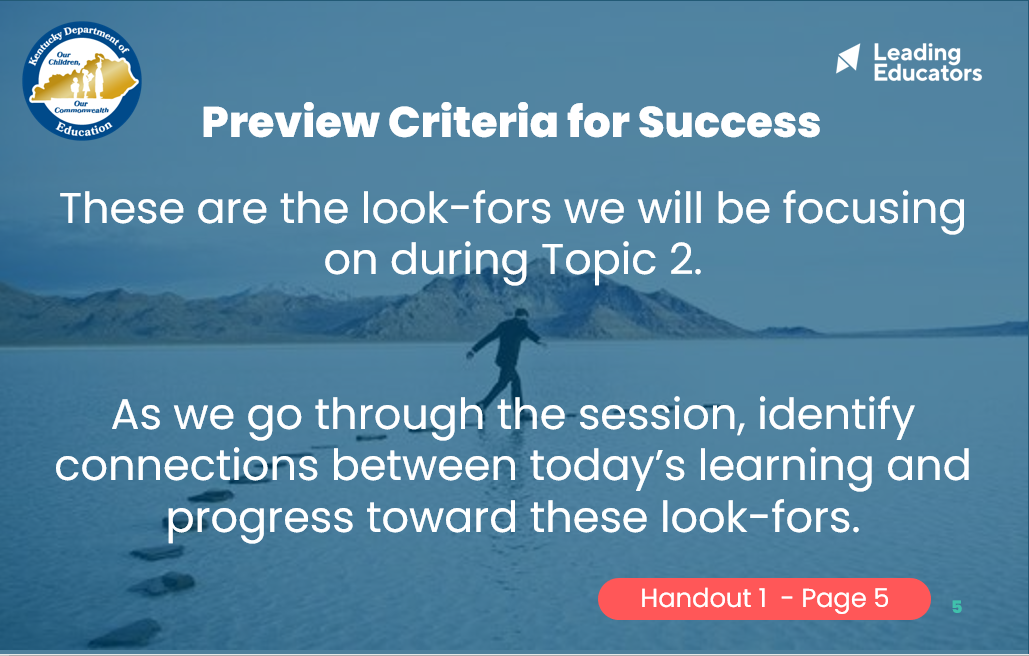 Kentucky Department of
Our
Children,
Our
Commonwealth
Education
Leading
Educators
Preview Criteria for Success
These are the look-fors we will be focusing
on during Topic 2.
As we go through the session, identify
connections between today’s learning and
progress toward these look-fors.
Handout 1 - Page 5
5